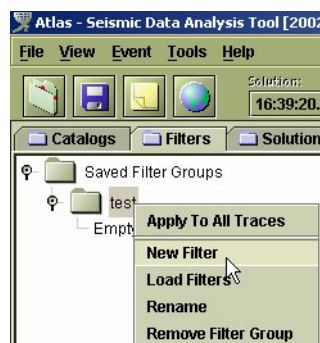 Atlas - Seismic Data Analysis Tool [2002
File View Event Tools Help
Solution:
16:39:20.
Catalogs Filters Solution
Saved Filter Groups
test
Empty
Apply To All Traces
New Filter
Load Filters
Rename
Remove Filter Group